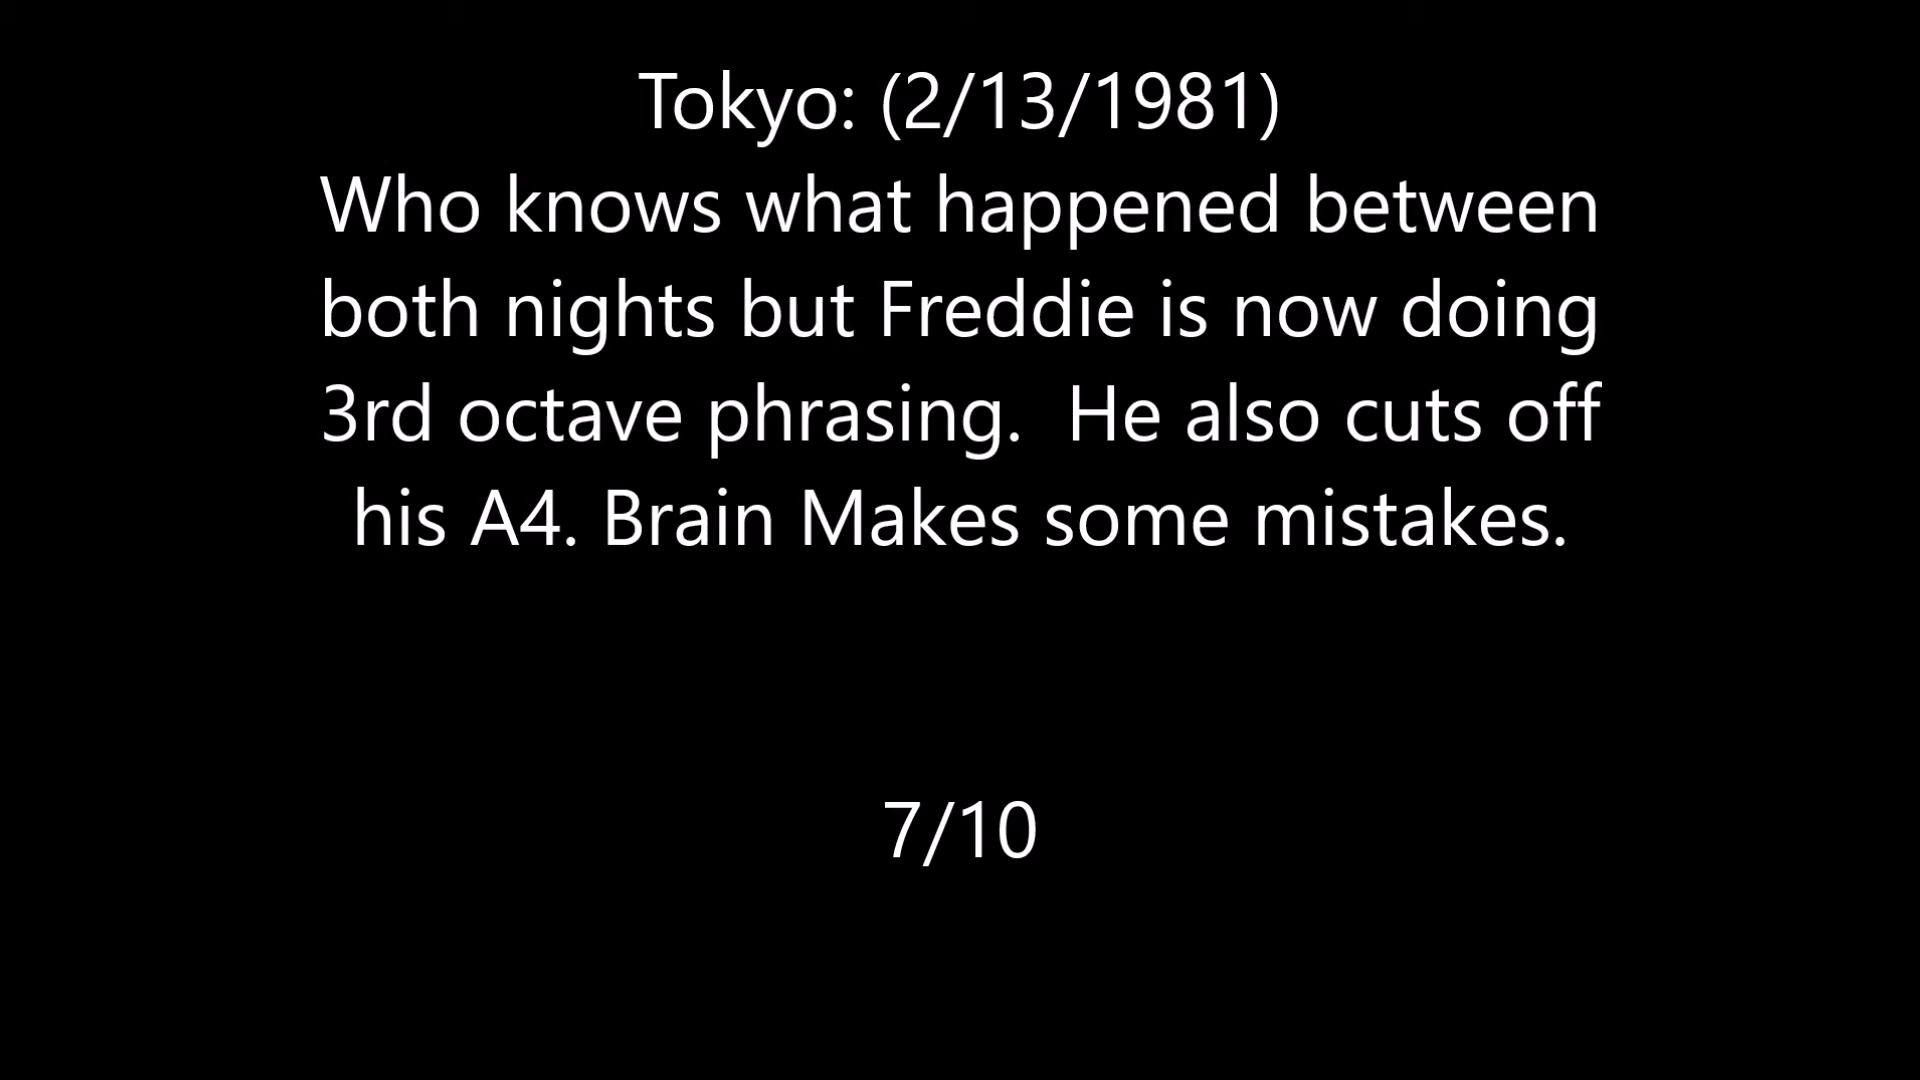 Tokyo: (2/13/1981)
Who knows what happened between
both nights but Freddie is now doing
3rd octave phrasing.  He also cuts off
his A4. Brain Makes some mistakes.
7/10